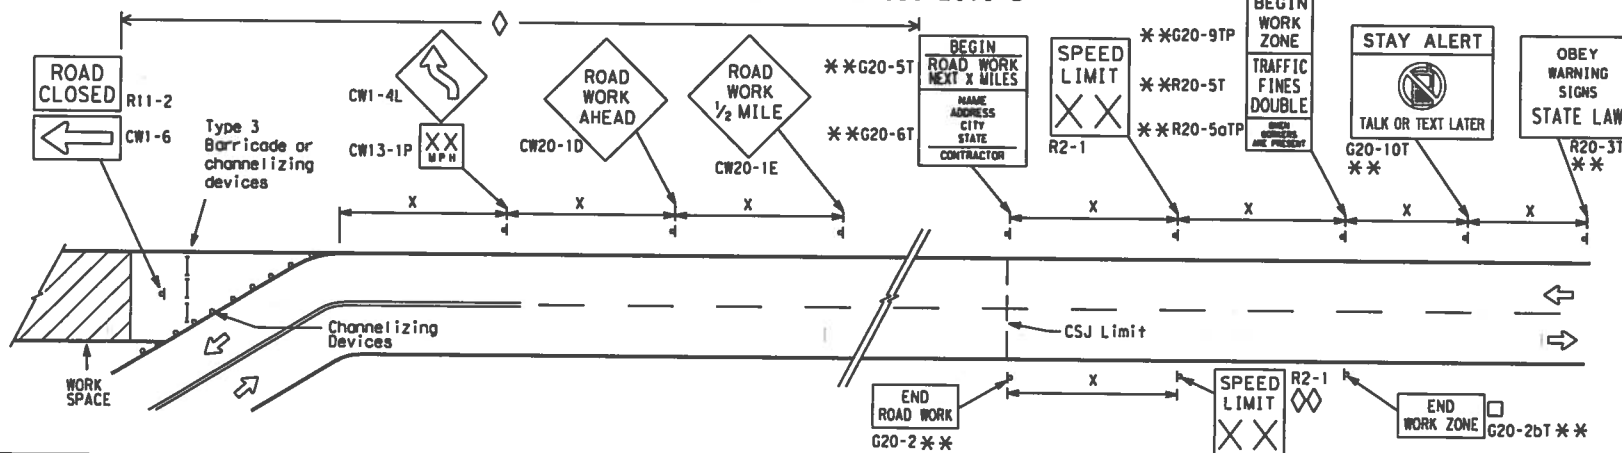 ROAD
CLOSED
R11-2
CW1-6
Type 3
Barricade or
channelizing
devices
CW1-4L
XX
MPH
CW13-1P
ROAD
WORK
AHEAD
CW20-1D
ROAD
WORK
1/2 MILE
CW20-1E
* *G20-5T
* *G20-6T
BEGIN
ROAD WORK
NEXT X MILES
NAME
ADDRESS
CITY
STATE
CONTRACTOR
SPEED
LIMIT
X X
R2-1
* *G20-9TP
* *R20-5T
* *R20-5aTP
BEGIN
WORK
ZONE
TRAFFIC
FINES
DOUBLE
WHEN
WORKERS
ARE PRESENT
STAY ALERT
TALK OR TEXT LATER
G20-10T
* *
OBEY
WARNING
SIGNS
STATE LAW
R20-3T
* *
X
X
X
X
X
X
X
WORK
SPACE
Channelizing
Devices
CSJ Limit
END
ROAD WORK
G20-2 * *
X
SPEED
LIMIT
X X
R2-1
END
WORK ZONE
G20-2bT * *